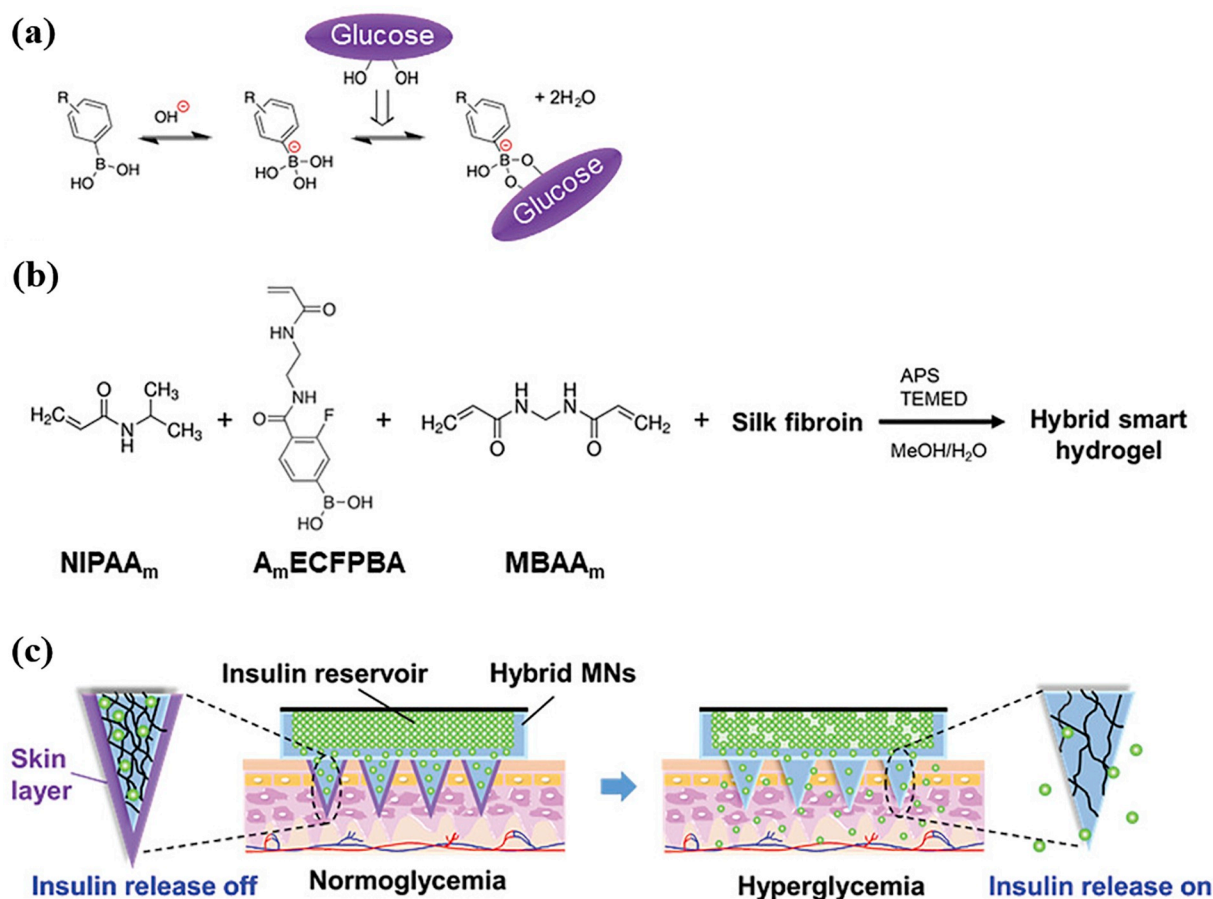 (a)
Glucose
HO OH
R
OH ⊖
B
HO OH
R
⊖
B
HO OH
OH
R
+ 2H₂O
⊖
HO B O
O
Glucose
(b)
O
HN
HN
O
F
B OH
HO
O CH₃
H₂C N CH₃
H
+
+
H₂C H N H N CH₂
O O
+
Silk fibroin
APS
TEMED
MeOH/H₂O
Hybrid smart
hydrogel
NIPAAₘ
AₘECFPBA
MBAAₘ
(c)
Insulin reservoir
Hybrid MNs
Skin
layer
Insulin release off
Normoglycemia
Hyperglycemia
Insulin release on